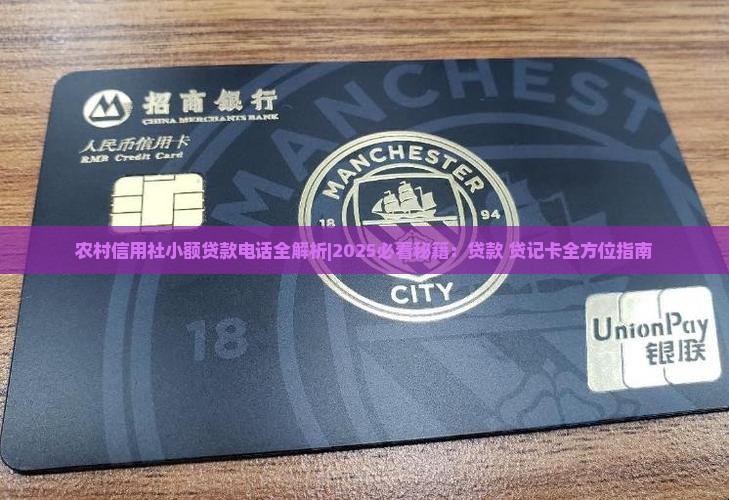 MANCHESTER
招商银行
CHINA MERCHANTS BANK
人民币信用卡
RMB Credit Card
MANCHESTER
18 94
农村信用社小额贷款电话全解析|2025必看秘籍：贷款 贷记卡全方位指南
CITY
18
UnionPay
银联